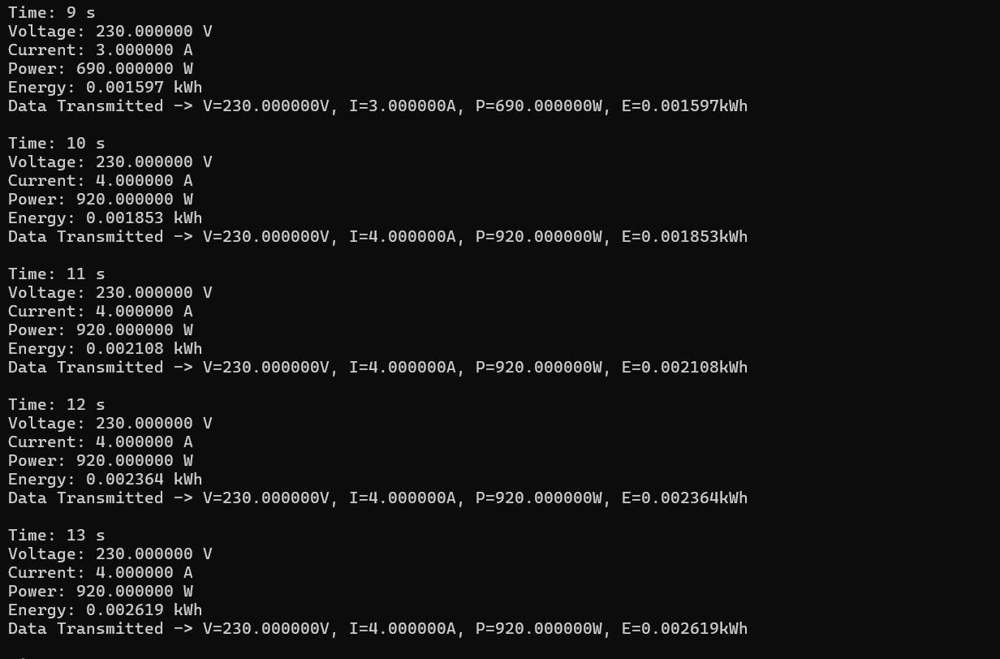 Time: 9 s
Voltage: 230.000000 V
Current: 3.000000 A
Power: 690.000000 W
Energy: 0.001597 kWh
Data Transmitted -> V=230.000000V, I=3.000000A, P=690.000000W, E=0.001597kWh
Time: 10 s
Voltage: 230.000000 V
Current: 4.000000 A
Power: 920.000000 W
Energy: 0.001853 kWh
Data Transmitted -> V=230.000000V, I=4.000000A, P=920.000000W, E=0.001853kWh
Time: 11 s
Voltage: 230.000000 V
Current: 4.000000 A
Power: 920.000000 W
Energy: 0.002108 kWh
Data Transmitted -> V=230.000000V, I=4.000000A, P=920.000000W, E=0.002108kWh
Time: 12 s
Voltage: 230.000000 V
Current: 4.000000 A
Power: 920.000000 W
Energy: 0.002364 kWh
Data Transmitted -> V=230.000000V, I=4.000000A, P=920.000000W, E=0.002364kWh
Time: 13 s
Voltage: 230.000000 V
Current: 4.000000 A
Power: 920.000000 W
Energy: 0.002619 kWh
Data Transmitted -> V=230.000000V, I=4.000000A, P=920.000000W, E=0.002619kWh